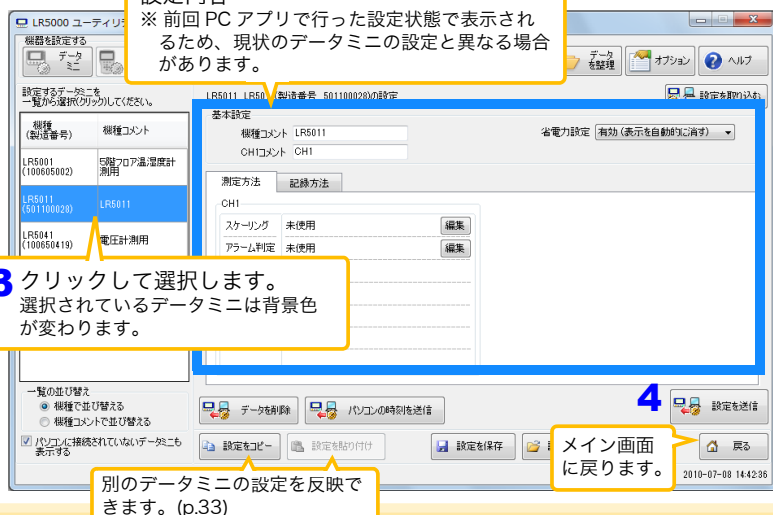 設定内容
※ 前回 PC アプリで行った設定状態で表示され
るため、現状のデータミニの設定と異なる場合
があります。
LR5000 ユーティリ
機器を設定する
データ
ミニ
データ
を整理
オプション
ヘルプ
設定するデータミニを
一覧から選択(クリック)してください。
LR5011 LR501 (製造番号 501100028)の設定
設定を取り込む
機種
(製造番号)
機種コメント
LR5001
(100605002)
5階フロア温湿度計
測用
LR5011
(501100028)
LR5011
LR5041
(100650419)
電圧計測用
基本設定
機種コメント LR5011
省電力設定 有効 (表示を自動的に消す)
CH1コメント CH1
測定方法 記録方法
CH1
スケーリング 未使用 編集
アラーム判定 未使用 編集
3 クリックして選択します。
選択されているデータミニは背景色
が変わります。
一覧の並び替え
機種で並び替える
機種コメントで並び替える
パソコンに接続されていないデータミニも
表示する
データを削除
パソコンの時刻を送信
4
設定を送信
設定をコピー
設定を貼り付け
設定を保存
メイン画面
に戻ります。
戻る
別のデータミニの設定を反映で
きます。(p.33)
2010-07-08 14:42:36